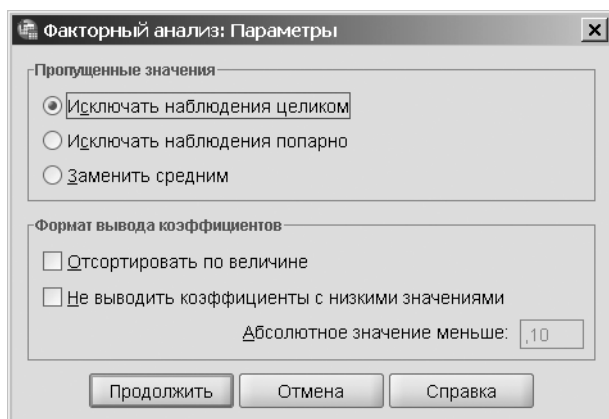 Факторный анализ: Параметры
Пропущенные значения
Исключать наблюдения целиком
Исключать наблюдения попарно
Заменить средним
Формат вывода коэффициентов
Отсортировать по величине
Не выводить коэффициенты с низкими значениями
Абсолютное значение меньше: ,10
Продолжить Отмена Справка